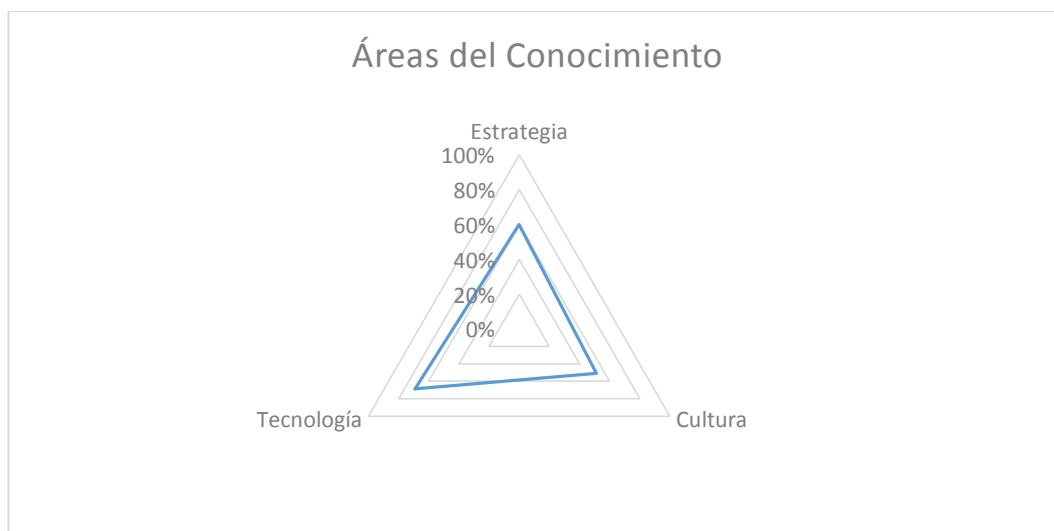 Áreas del Conocimiento
Estrategia
100%
80%
60%
40%
20%
0%
Tecnología
Cultura